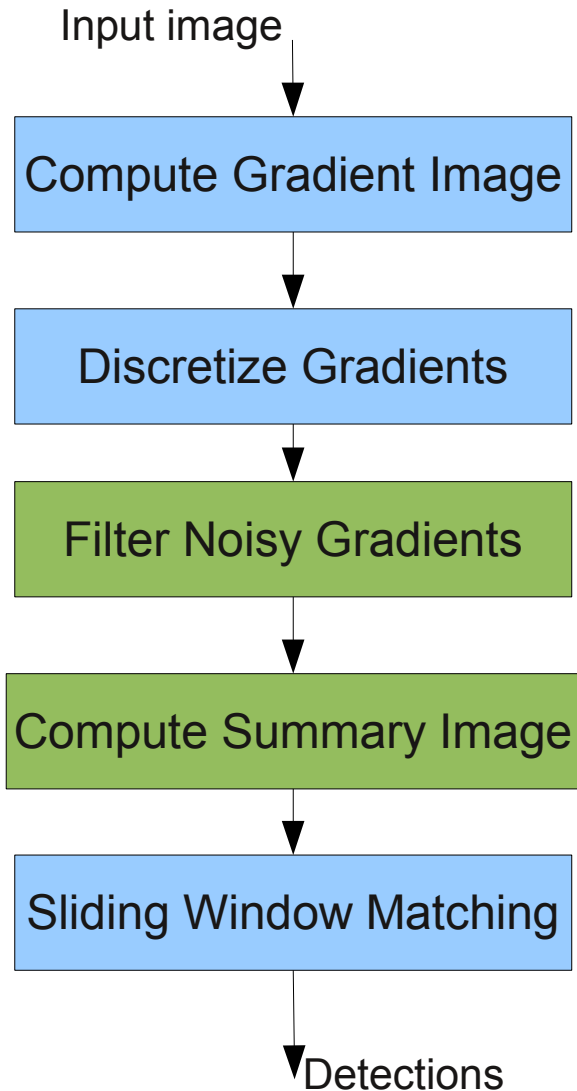 Input image
Compute Gradient Image
Discretize Gradients
Filter Noisy Gradients
Compute Summary Image
Sliding Window Matching
Detections